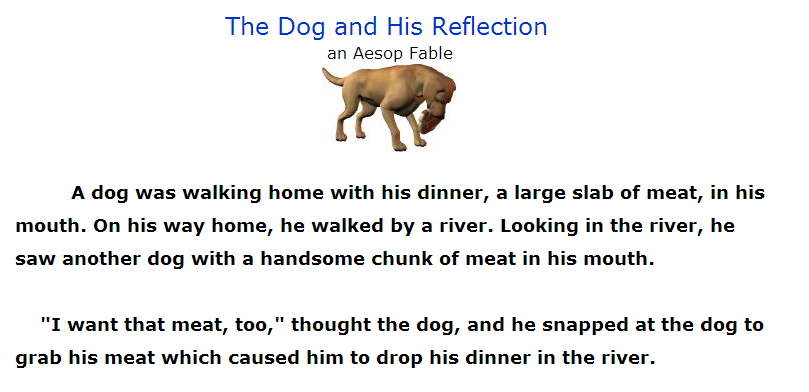 The Dog and His Reflection
an Aesop Fable
A dog was walking home with his dinner, a large slab of meat, in his
mouth. On his way home, he walked by a river. Looking in the river, he
saw another dog with a handsome chunk of meat in his mouth.
"I want that meat, too," thought the dog, and he snapped at the dog to
grab his meat which caused him to drop his dinner in the river.